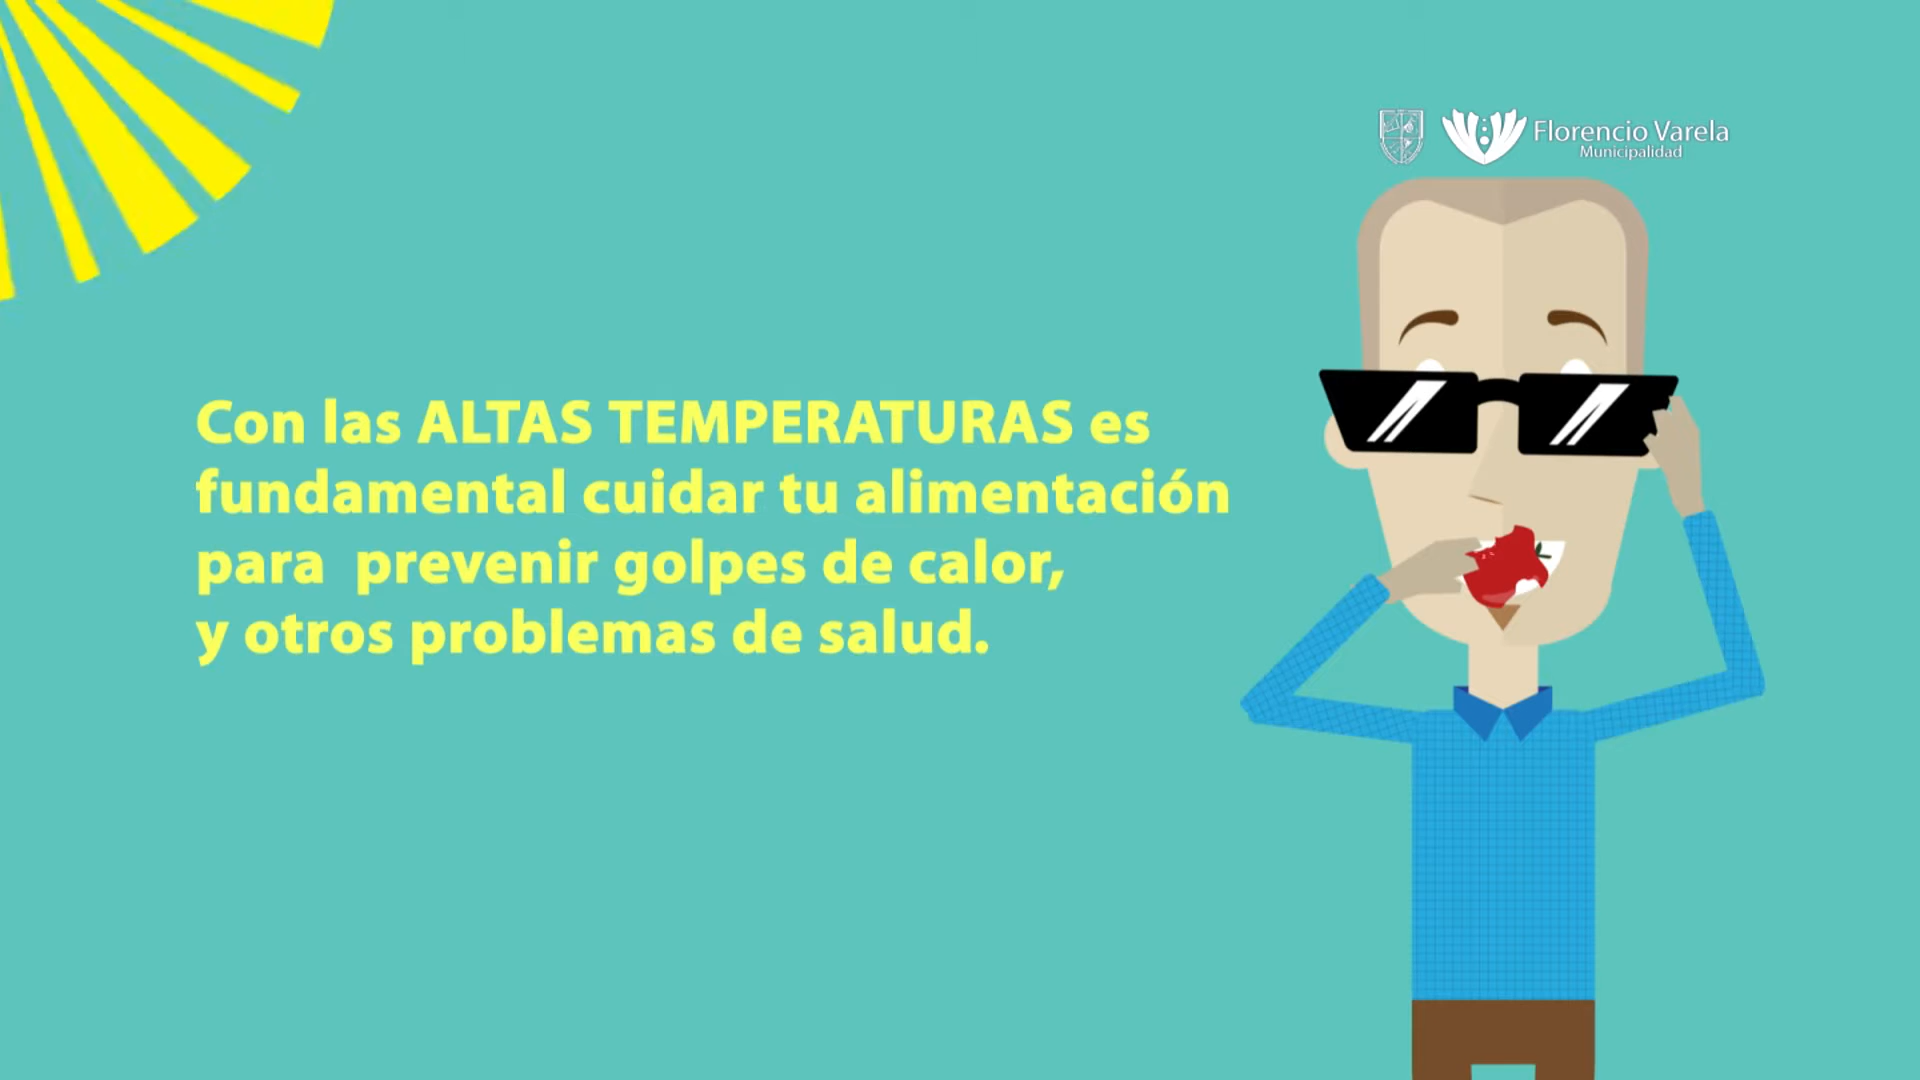 Florencio Varela
Municipalidad
Con las ALTAS TEMPERATURAS es
fundamental cuidar tu alimentación
para  prevenir golpes de calor,
y otros problemas de salud.